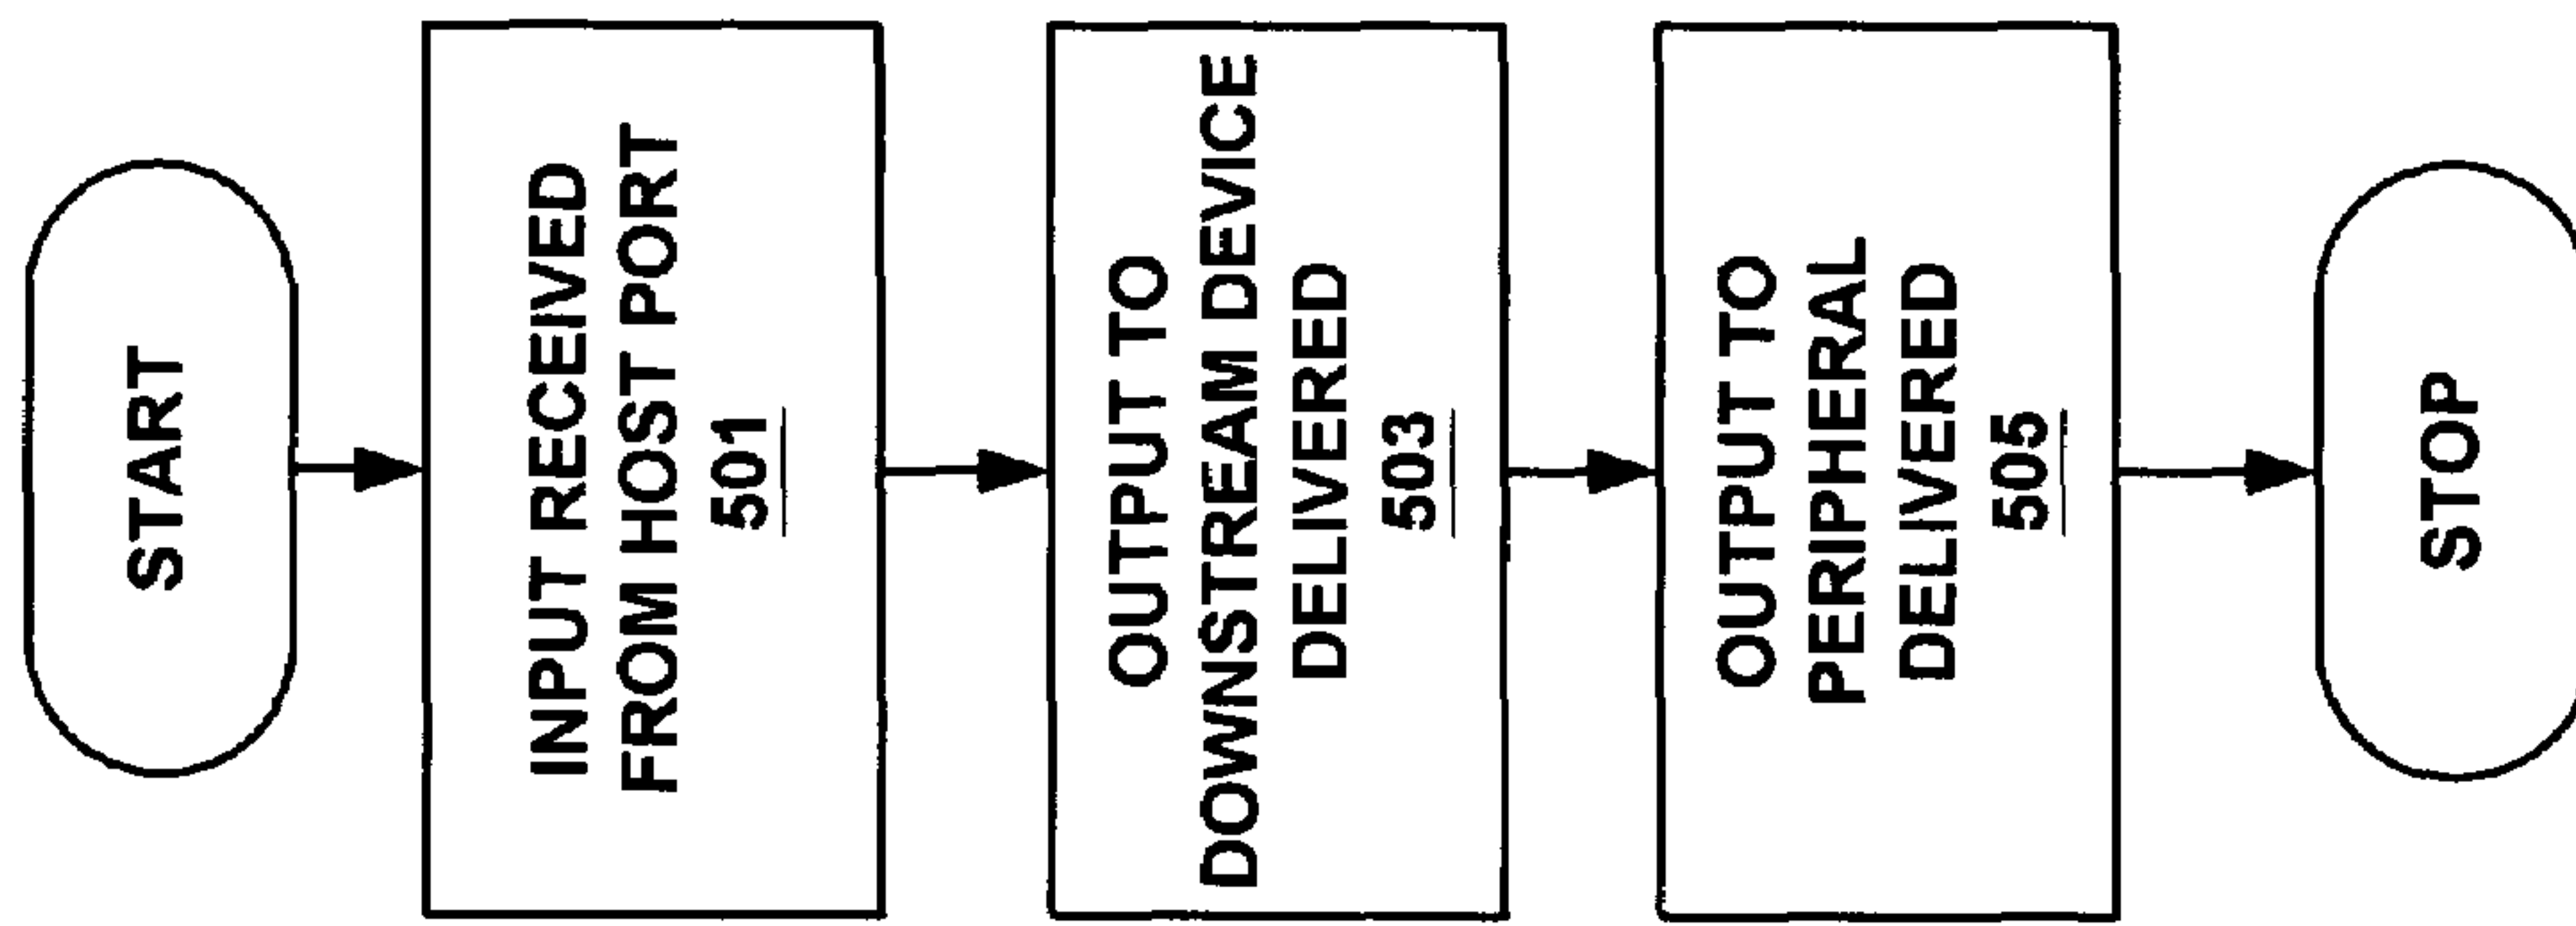 START
INPUT RECEIVED
FROM HOST PORT
501
OUTPUT TO
DOWNSTREAM DEVICE
DELIVERED
503
OUTPUT TO
PERIPHERAL
DELIVERED
505
STOP